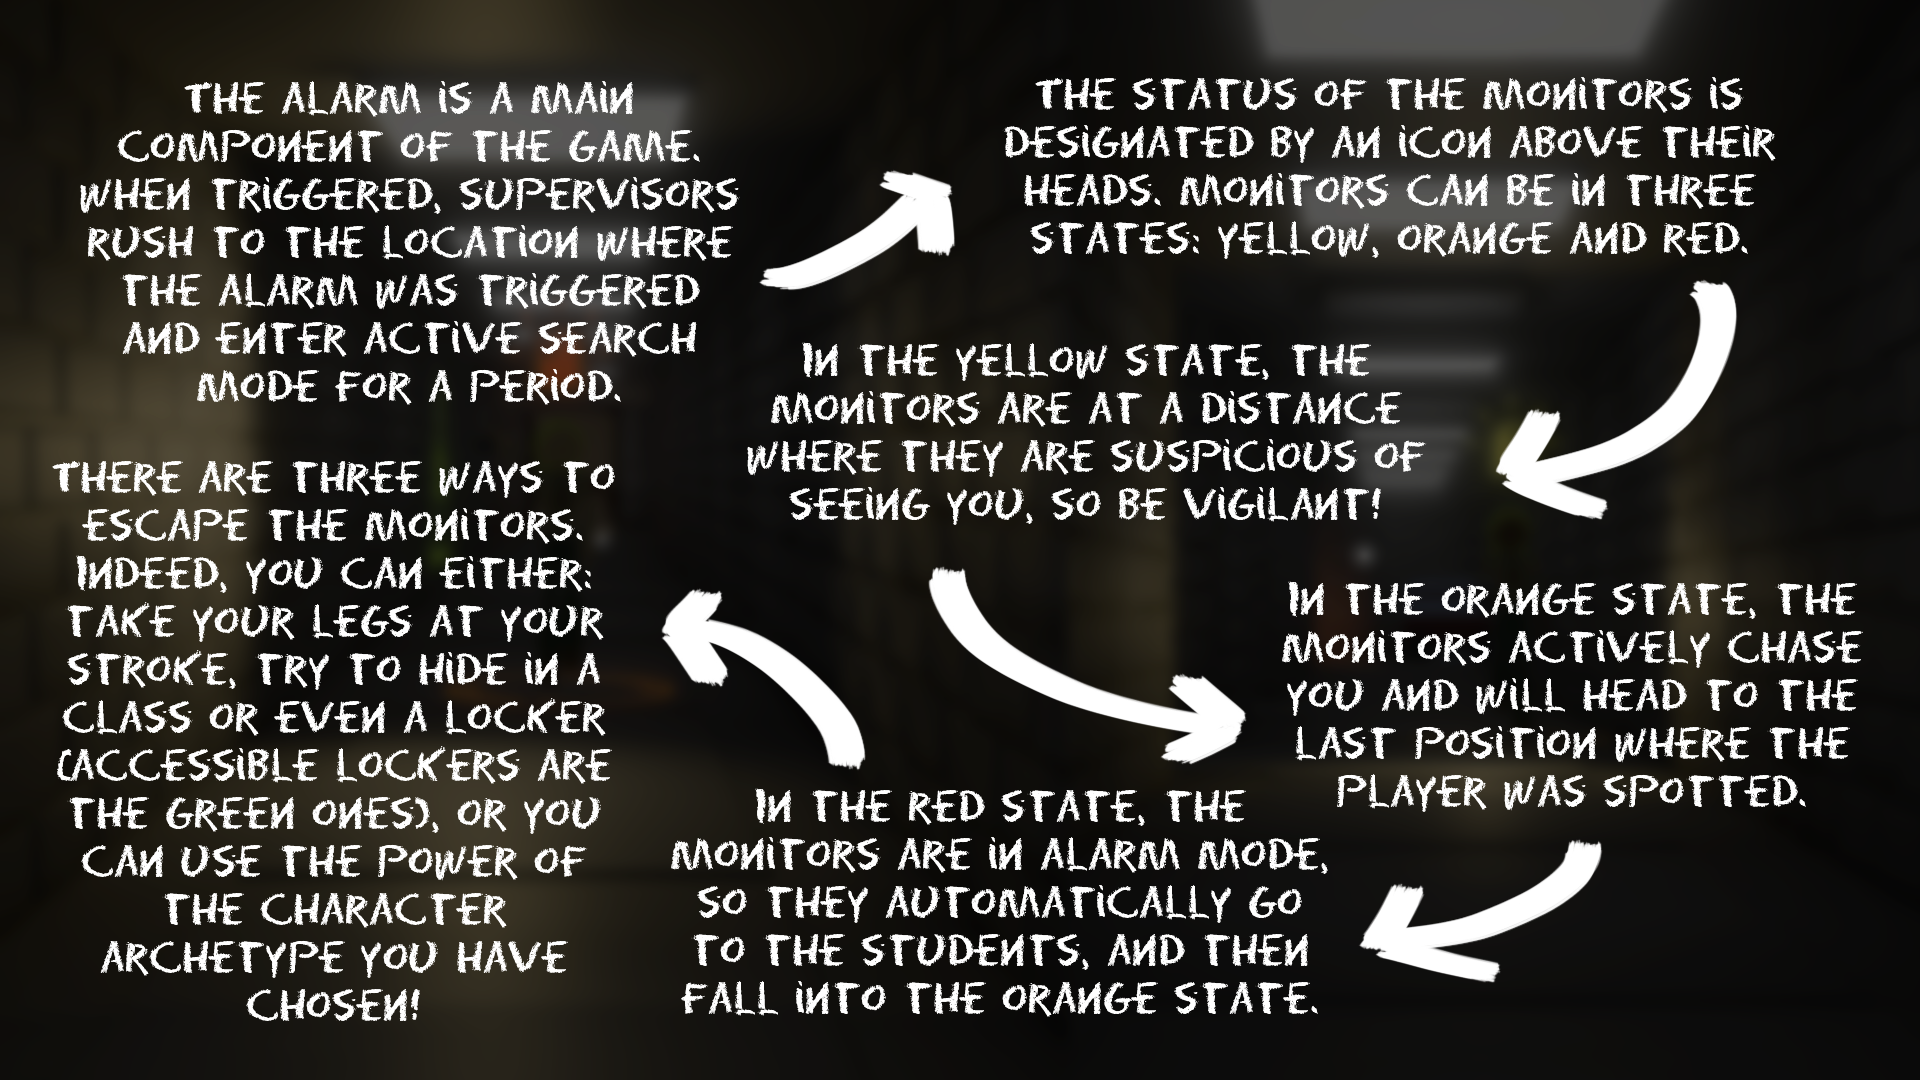 THE ALARM IS A MAIN
COMPONENT OF THE GAME.
WHEN TRIGGERED, SUPERVISORS
RUSH TO THE LOCATION WHERE
THE ALARM WAS TRIGGERED
AND ENTER ACTIVE SEARCH
MODE FOR A PERIOD.
THE STATUS OF THE MONITORS IS
DESIGNATED BY AN ICON ABOVE THEIR
HEADS. MONITORS CAN BE IN THREE
STATES: YELLOW, ORANGE AND RED.
IN THE YELLOW STATE, THE
MONITORS ARE AT A DISTANCE
WHERE THEY ARE SUSPICIOUS OF
SEEING YOU, SO BE VIGILANT!
IN THE ORANGE STATE, THE
MONITORS ACTIVELY CHASE
YOU AND WILL HEAD TO THE
LAST POSITION WHERE THE
PLAYER WAS SPOTTED.
IN THE RED STATE, THE
MONITORS ARE IN ALARM MODE,
SO THEY AUTOMATICALLY GO
TO THE STUDENTS, AND THEN
FALL INTO THE ORANGE STATE.
THERE ARE THREE WAYS TO
ESCAPE THE MONITORS.
INDEED, YOU CAN EITHER:
TAKE YOUR LEGS AT YOUR
STROKE, TRY TO HIDE IN A
CLASS OR EVEN A LOCKER
(ACCESSIBLE LOCKERS ARE
THE GREEN ONES), OR YOU
CAN USE THE POWER OF
THE CHARACTER
ARCHETYPE YOU HAVE
CHOSEN!